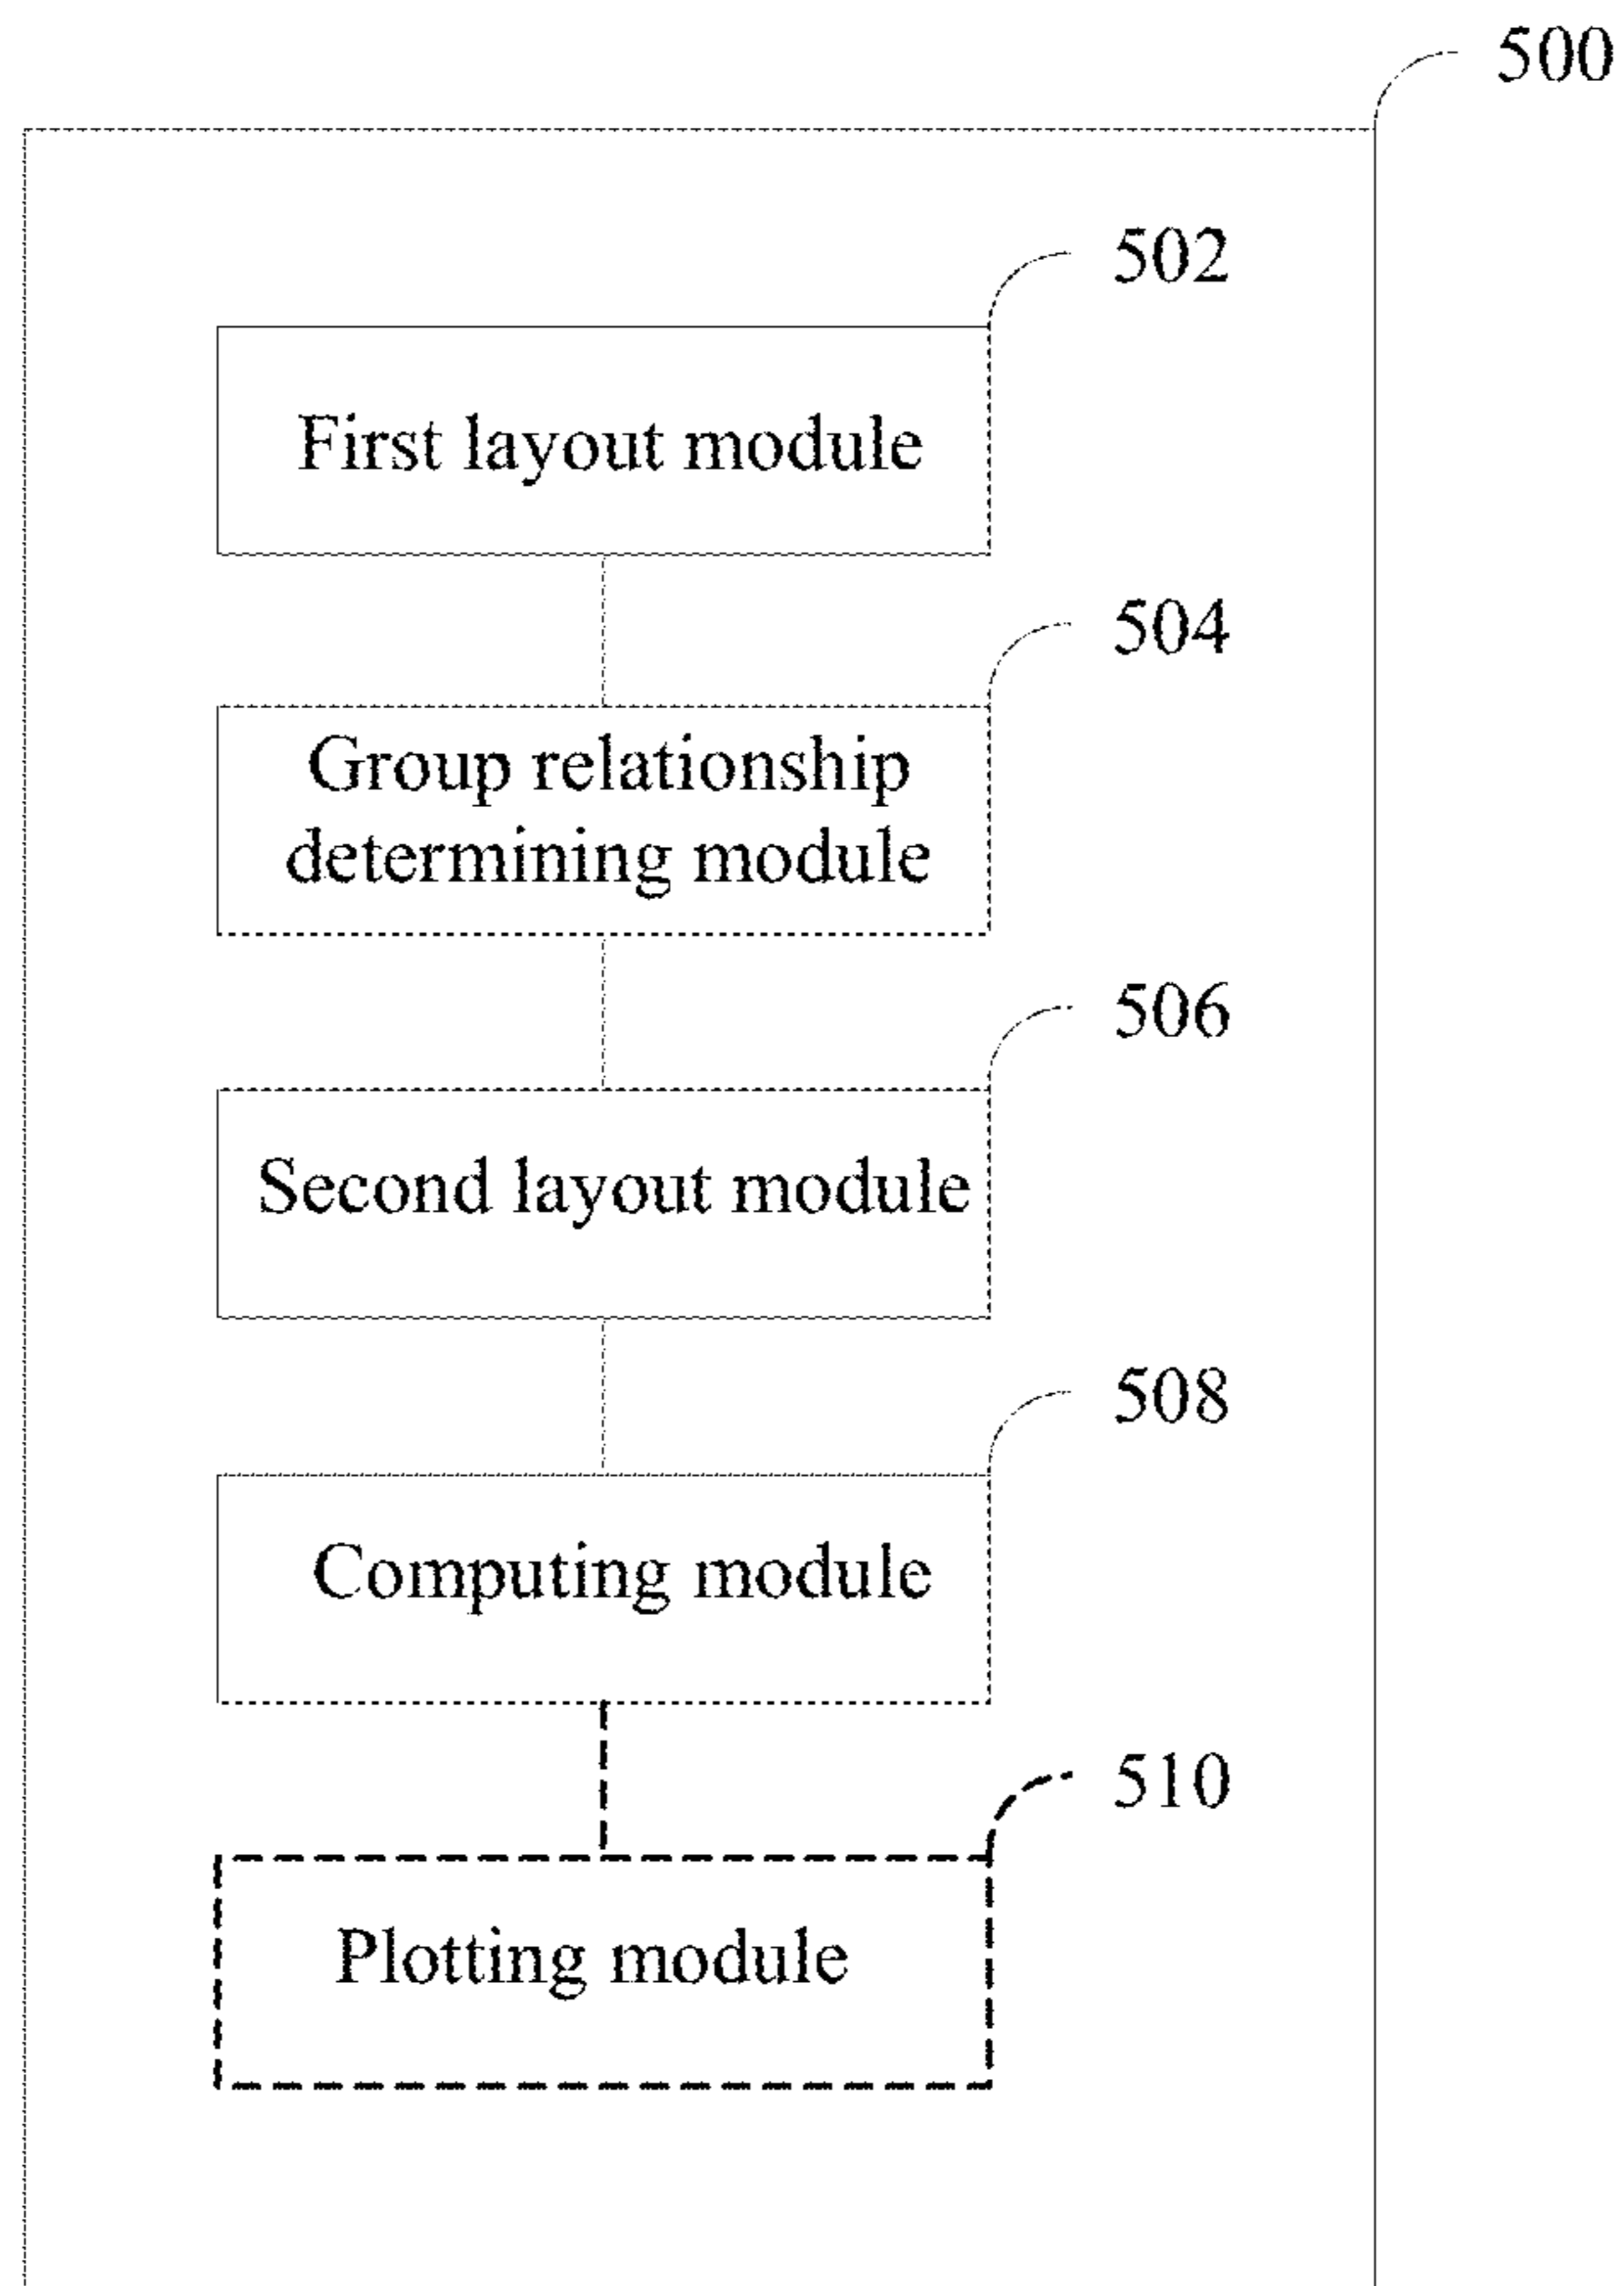 500
502
First layout module
504
Group relationship
determining module
506
Second layout module
508
Computing module
510
Plotting module